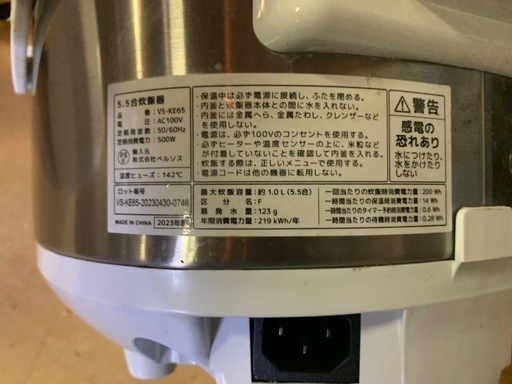 5.5合炊飯器
品番：VS-KE65
電圧：AC100V
定格周波数：50/60Hz
定格消費電力：500W
輸入元
株式会社ベルソス
温度ヒューズ：142℃
ロット番号
VS-KE65-20230430-0746
MADE IN CHINA
2023年製
・保温中は必ず電源に接続し、ふたを閉める。
・内釜と炊飯器本体との間に水を入れない。
・内釜には金属へら、金属たわし、クレンザーなど
を使用しない。
・電源は、必ず100Vのコンセントを使用する。
・必ずヒーターや温度センサーの上に、米粒など
が付着していないことを確認して内釜を入れる。
・炊飯する際は、正しいメニューで使用する。
・電源コードは他の機器に転用しない。
最大炊飯容量：約1.0L(5.5合)
区分名：F
蒸発水量：123g
年間消費電力量：219kWh/年
警告
感電の
恐れあり
水につけたり、
水をかけたり
しない
一回当たりの炊飯時消費電力量：200Wh
一時間当たりの保温時消費電力量：14Wh
一時間当たりのタイマー予約時消費電力量：0.8Wh
一時間当たりの待機時消費電力量：0.28Wh